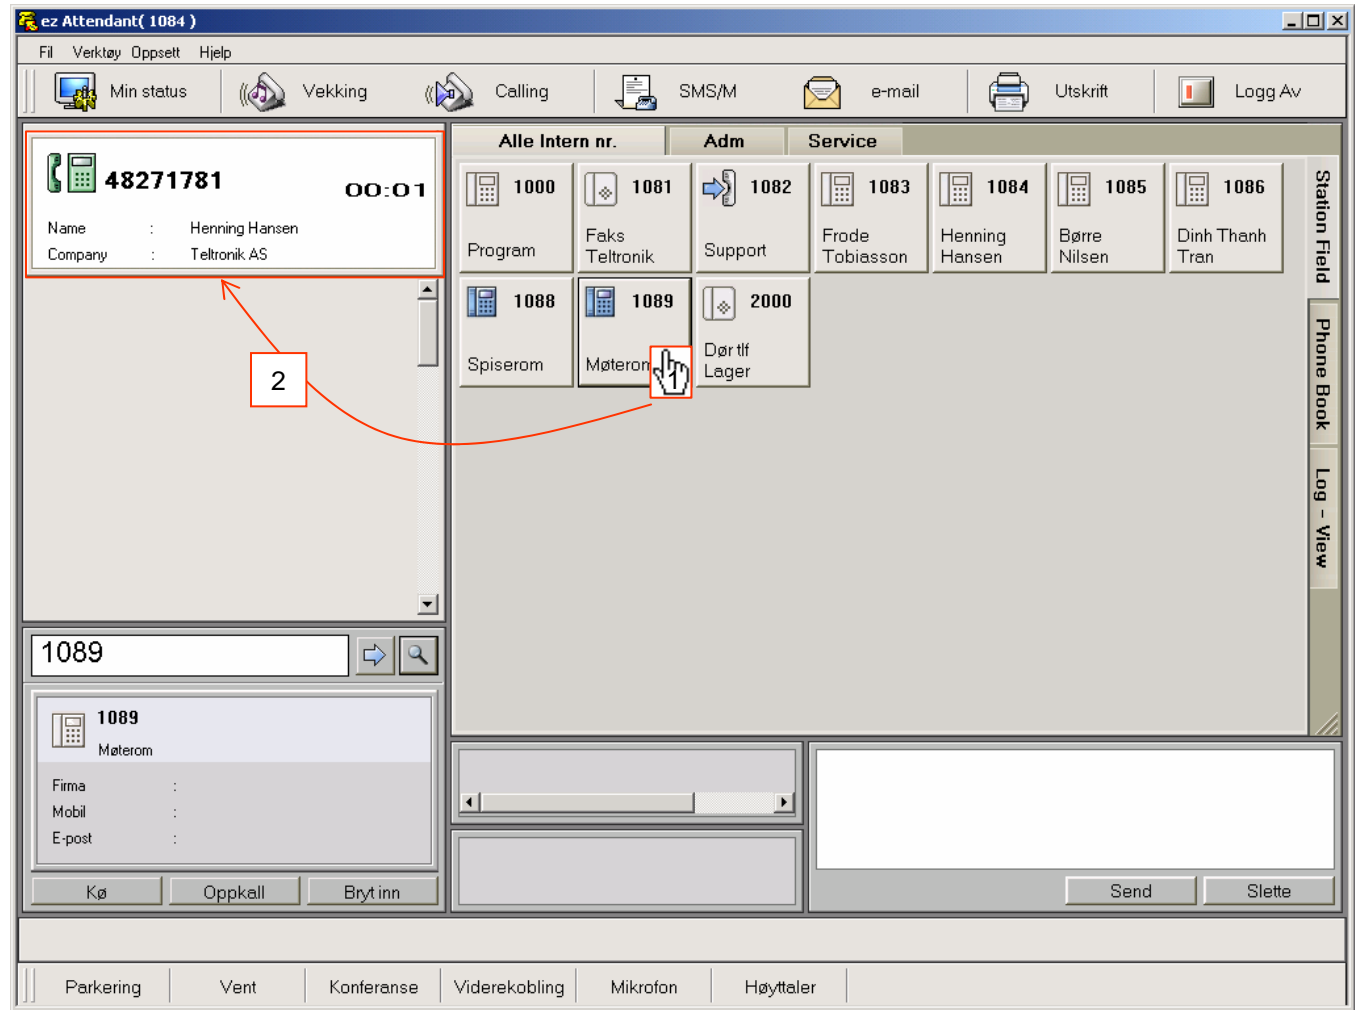 ez Attendant( 1084 )
Fil Verktøy Oppsett Hjelp
Min status Vekking Calling SMS/M e-mail Utskrift Logg Av
48271781 00:01
Name : Henning Hansen
Company : Teltronik AS
2
Alle Intern nr. Adm Service
1000 1081 1082 1083 1084 1085 1086
Program Faks Teltronik Support Frode Tobiasson Henning Hansen Børre Nilsen Dinh Thanh Tran
1088 1089 2000
Spiserom Møterom Dør tlf Lager
1
Station Field
Phone Book
Log - View
1089
1089
Møterom
Firma :
Mobil :
E-post :
Kø Oppkall Bryt inn
Send Slette
Parkering Vent Konferanse Viderekobling Mikrofon Høyttaler